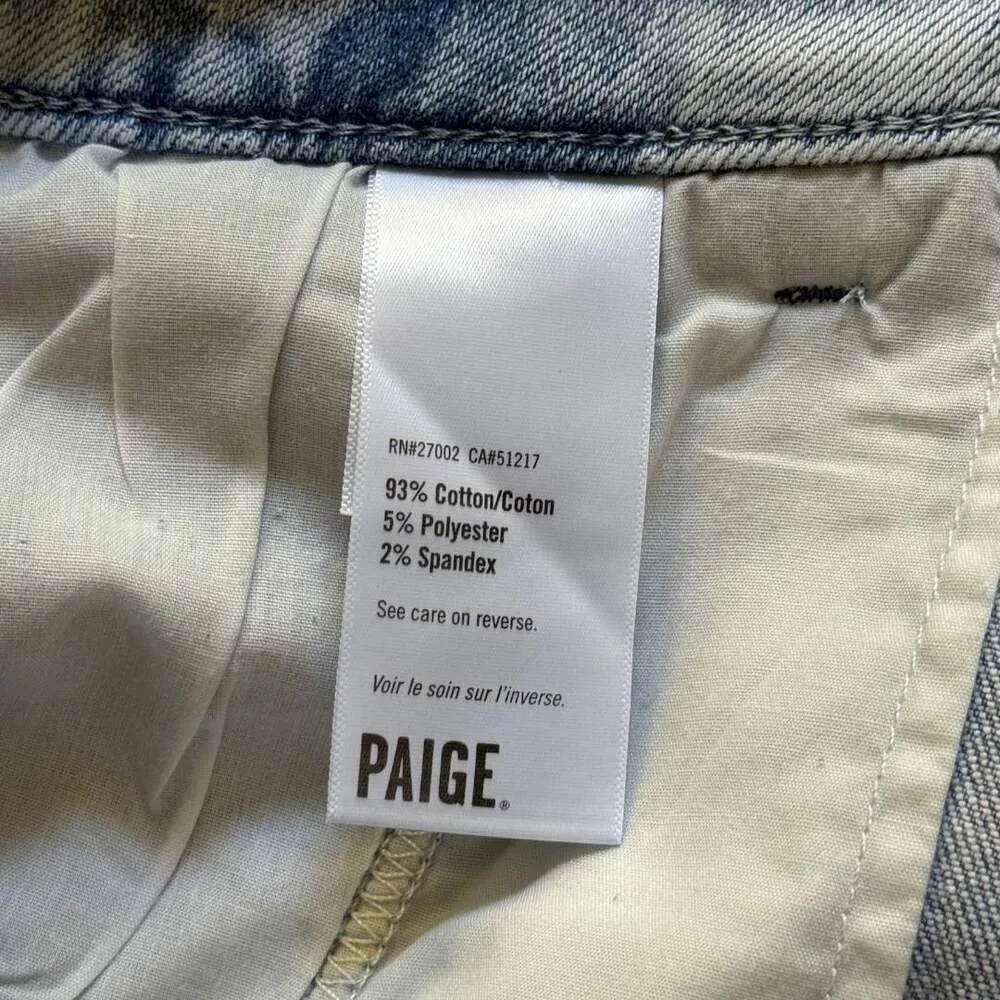 RN#27002 CA#51217
93% Cotton/Coton
5% Polyester
2% Spandex
See care on reverse.
Voir le soin sur l'inverse.
PAIGE®